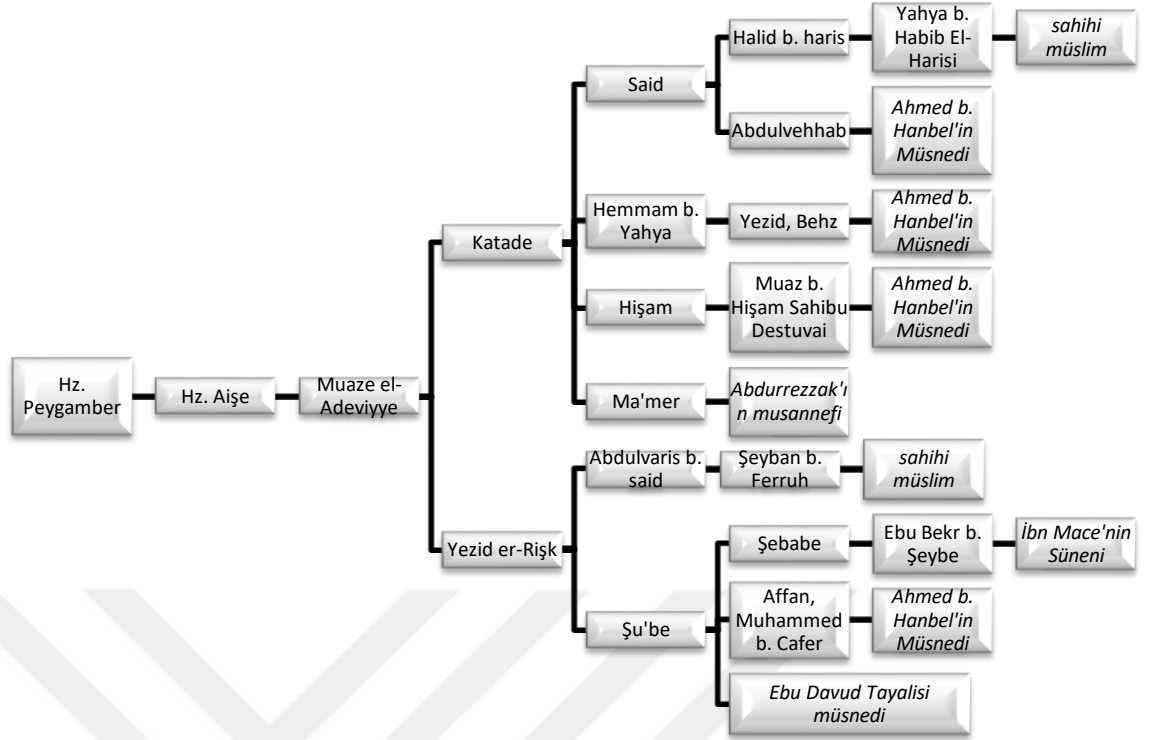 Hz.
Peygamber
Hz. Aişe
Muaze el-
Adeviyye
Katade
Said
Halid b. haris
Yahya b.
Habib El-
Harisi
sahihi
müslim
Abdulvehhab
Ahmed b.
Hanbel'in
Müsnedi
Hemmam b.
Yahya
Yezid, Behz
Ahmed b.
Hanbel'in
Müsnedi
Hişam
Muaz b.
Hişam Sahibu
Destuvai
Ahmed b.
Hanbel'in
Müsnedi
Ma'mer
Abdurrezzak'ı
n musannefi
Yezid er-Rişk
Abdulvaris b.
said
Şeyban b.
Ferruh
sahihi
müslim
Şu'be
Şebabe
Ebu Bekr b.
Şeybe
İbn Mace'nin
Süneni
Affan,
Muhammed
b. Cafer
Ahmed b.
Hanbel'in
Müsnedi
Ebu Davud Tayalisi
müsnedi